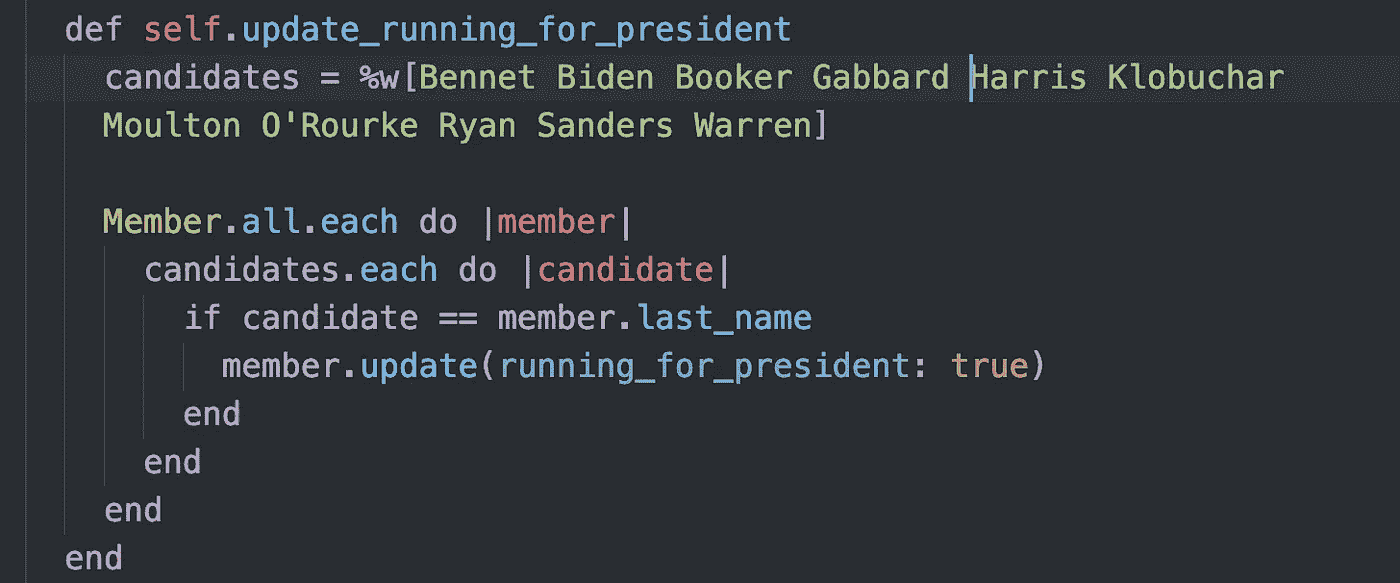 def self.update_running_for_president
candidates = %w[Bennet Biden Booker Gabbard Harris Klobuchar
Moulton O'Rourke Ryan Sanders Warren]
Member.all.each do |member|
candidates.each do |candidate|
if candidate == member.last_name
member.update(running_for_president: true)
end
end
end
end